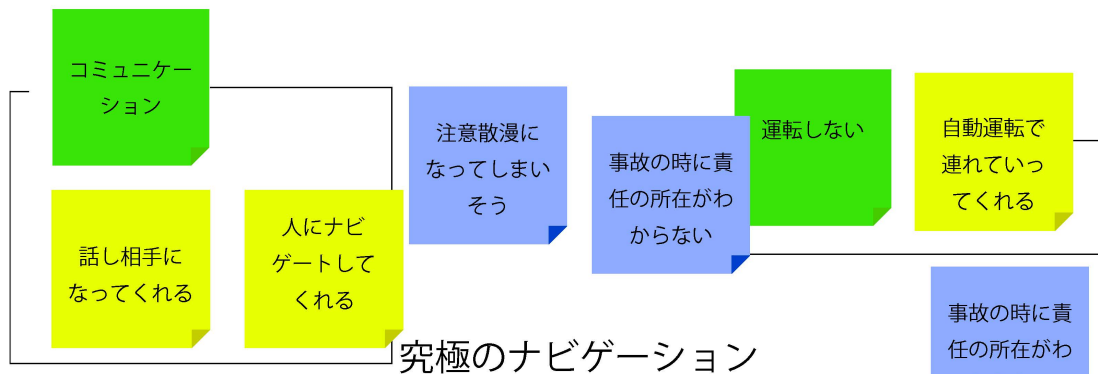 コミュニケー
ション
話し相手に
なってくれる
人にナビ
ゲートして
くれる
注意散漫に
なってしまい
そう
事故の時に責
任の所在がわ
からない
運転しない
自動運転で
連れていっ
てくれる
事故の時に責
任の所在がわ
究極のナビゲーション